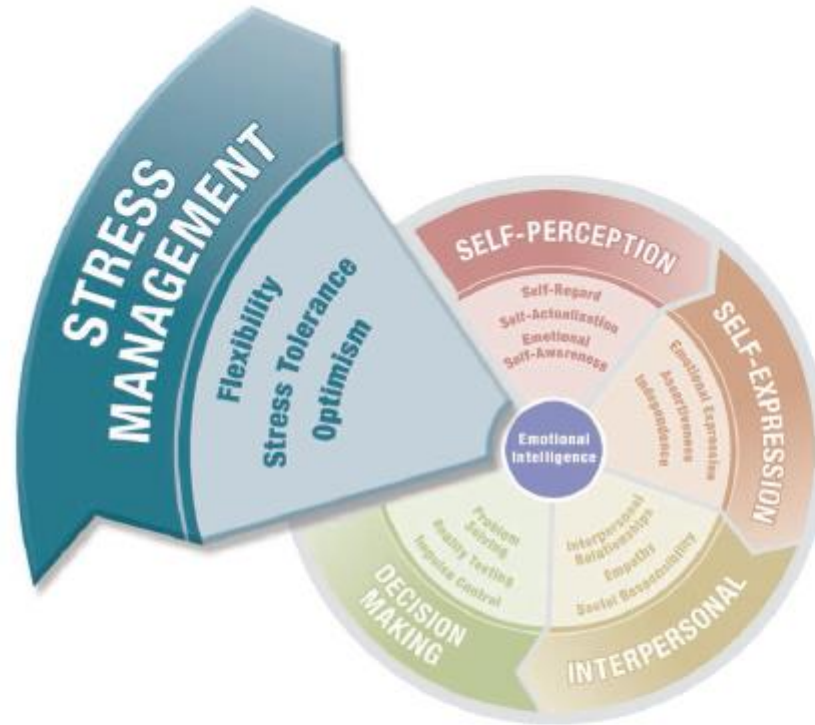 STRESS
MANAGEMENT
Flexibility
Stress Tolerance
Optimism
SELF-PERCEPTION
Self-Regard
Self-Actualization
Emotional
Self-Awareness
SELF-EXPRESSION
Emotional Expression
Assertiveness
Independence
INTERPERSONAL
Interpersonal
Relationships
Empathy
Social Responsibility
DECISION
MAKING
Problem
Solving
Reality Testing
Impulse Control
Emotional
Intelligence